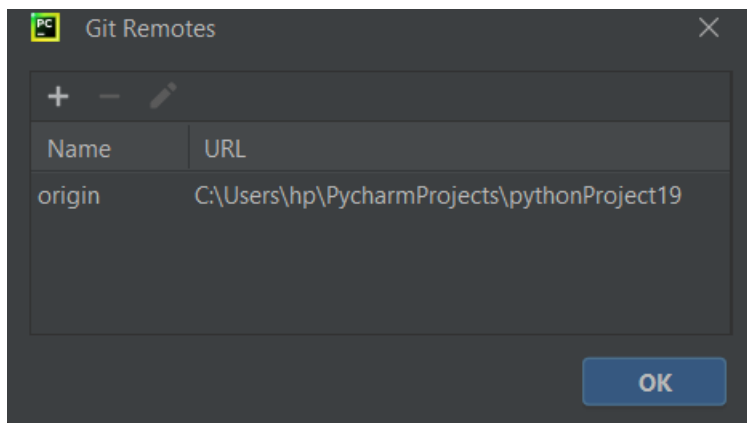 PC Git Remotes
Name URL
origin C:\Users\hp\PycharmProjects\pythonProject19
OK